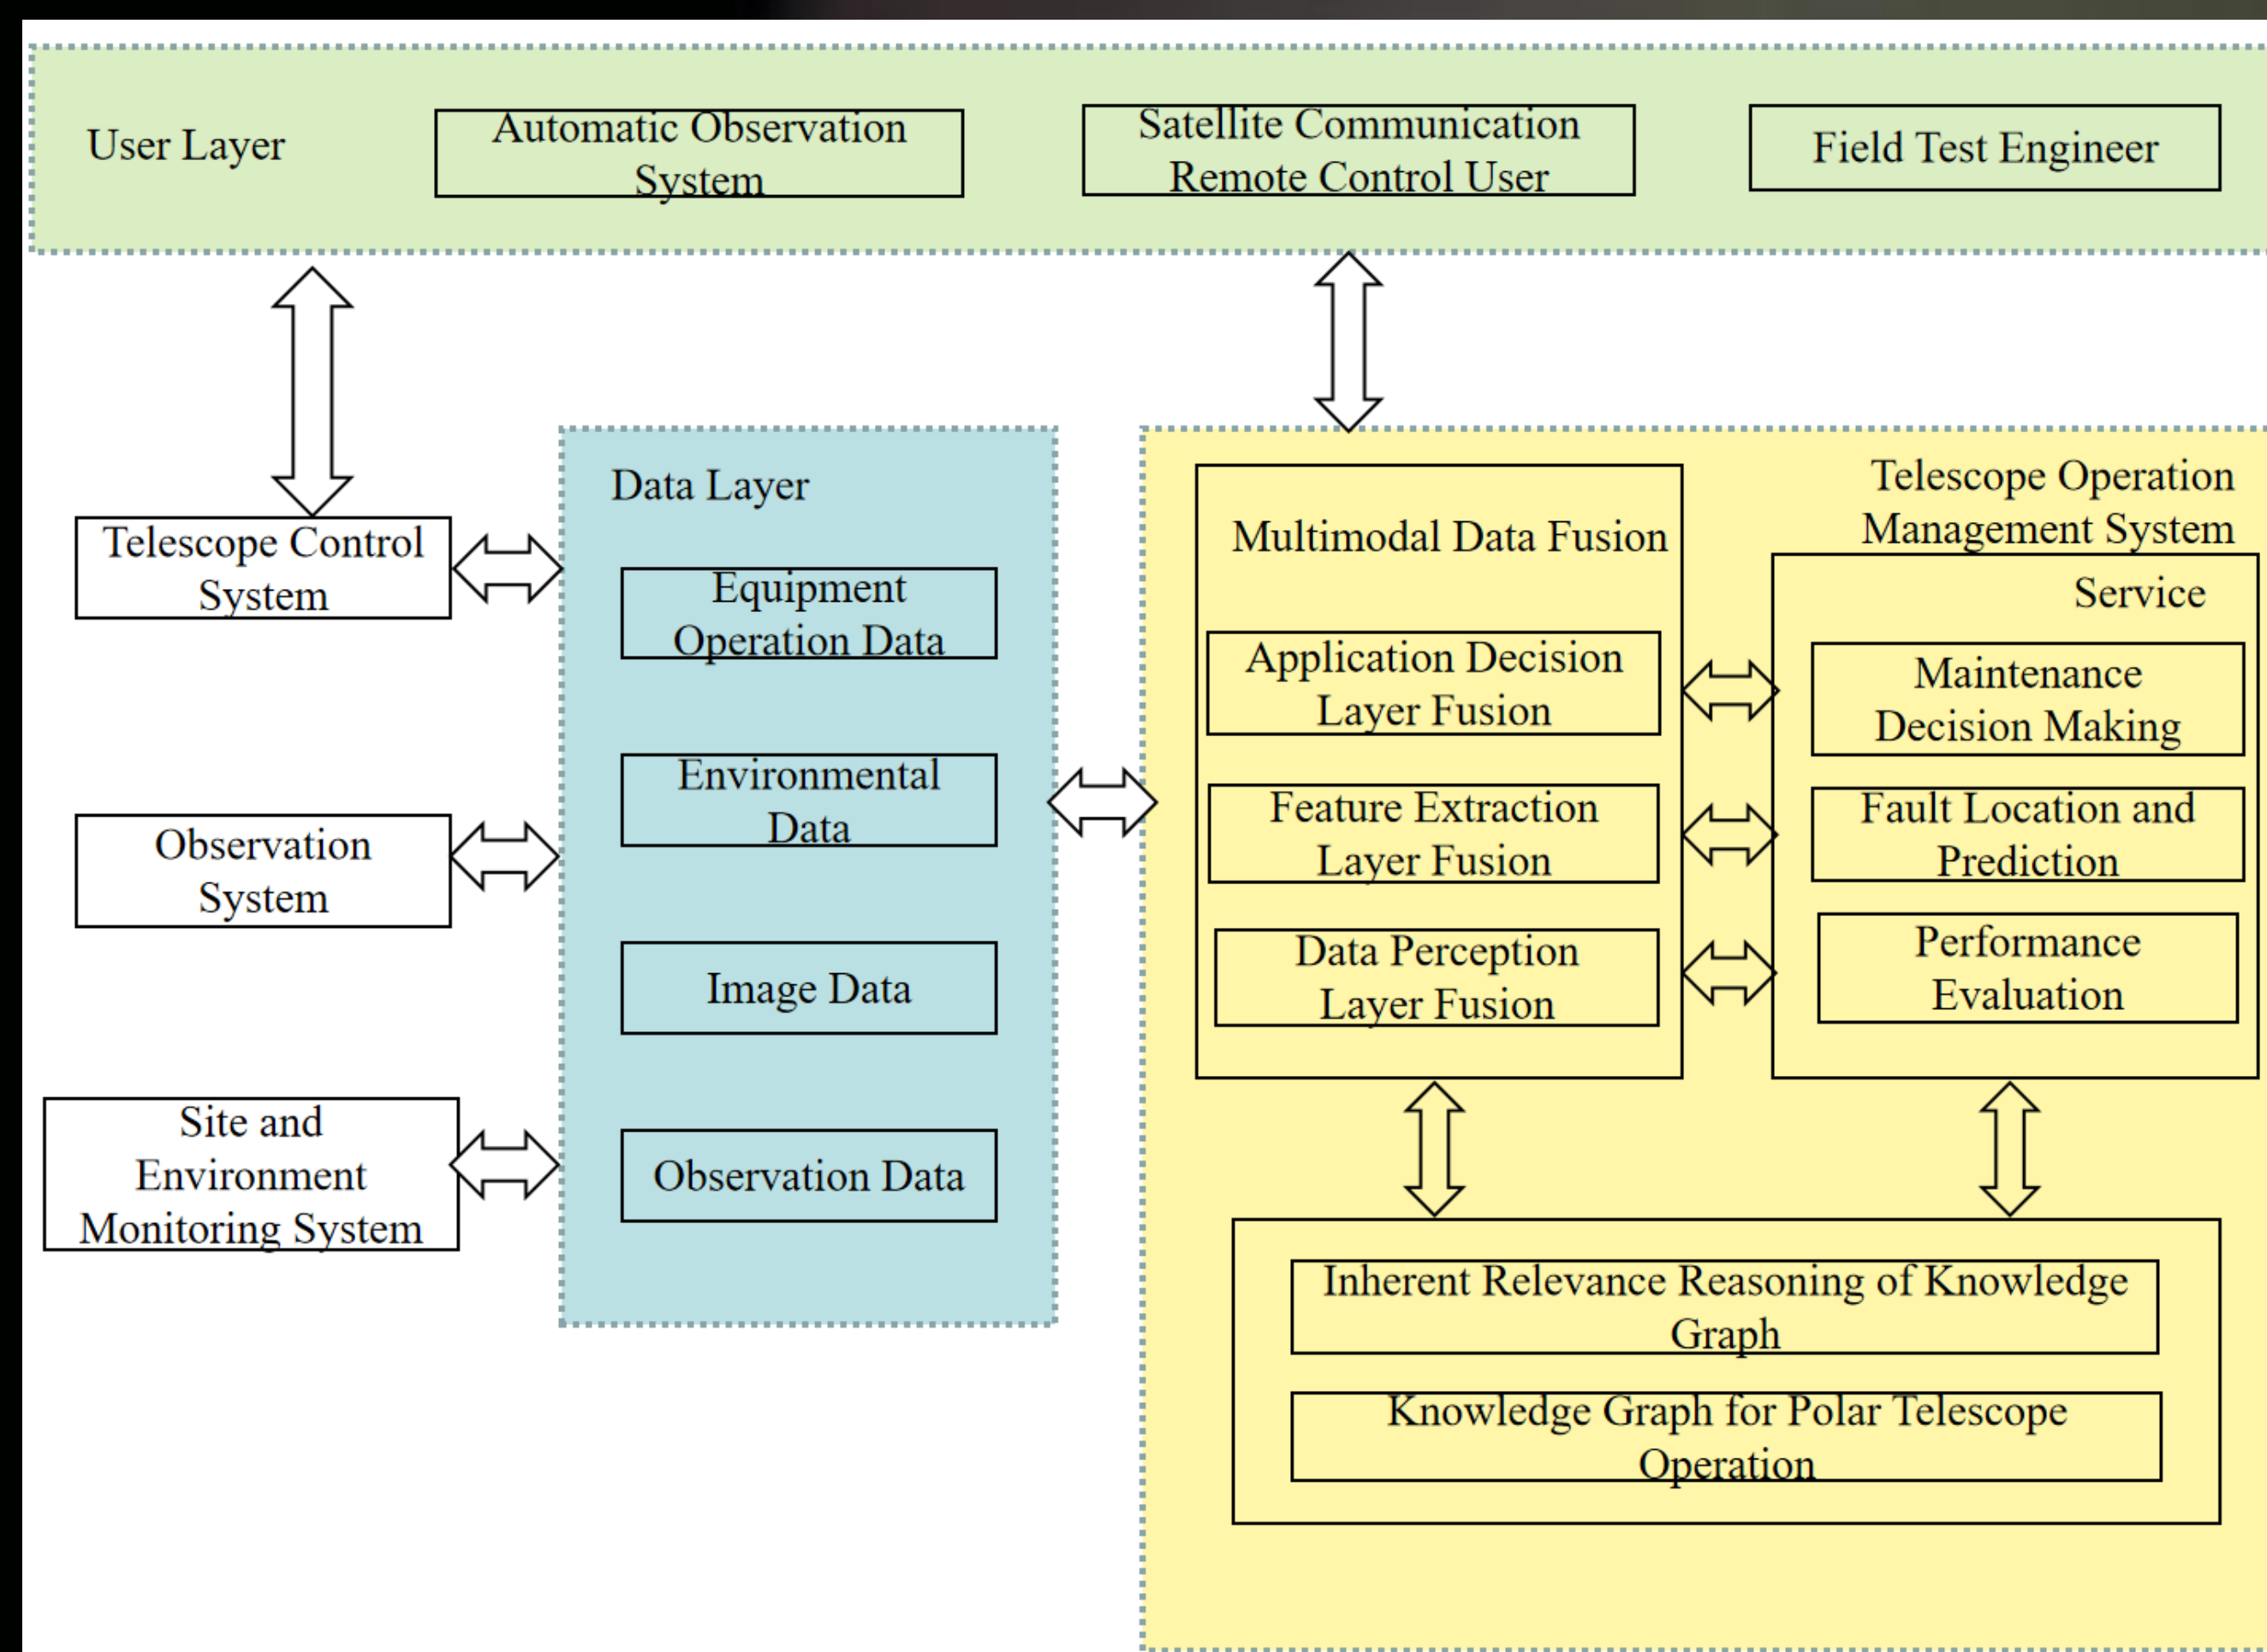 User Layer
Automatic Observation
System
Satellite Communication
Remote Control User
Field Test Engineer
Telescope Control
System
Observation
System
Site and
Environment
Monitoring System
Data Layer
Equipment
Operation Data
Environmental
Data
Image Data
Observation Data
Telescope Operation
Management System
Multimodal Data Fusion
Application Decision
Layer Fusion
Feature Extraction
Layer Fusion
Data Perception
Layer Fusion
Service
Maintenance
Decision Making
Fault Location and
Prediction
Performance
Evaluation
Inherent Relevance Reasoning of Knowledge
Graph
Knowledge Graph for Polar Telescope
Operation